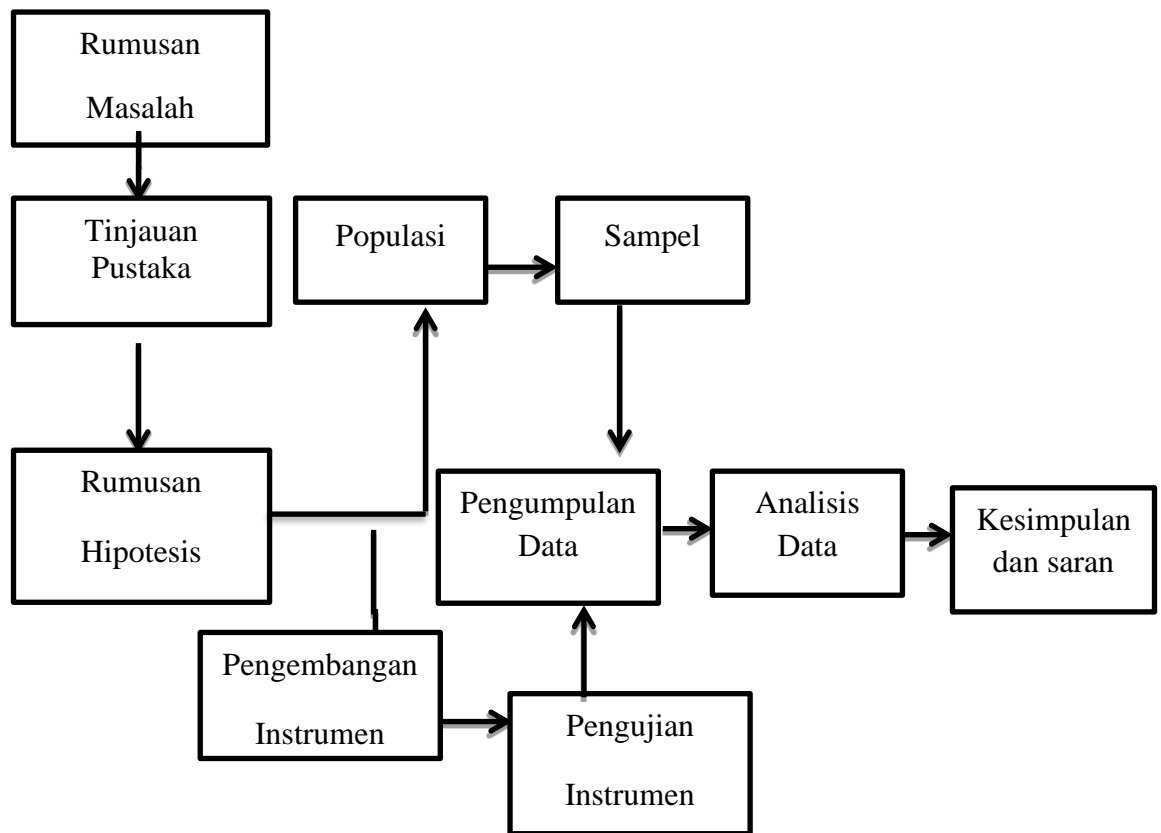 Rumusan
Masalah
Tinjauan
Pustaka
Populasi
Sampel
Rumusan
Hipotesis
Pengumpulan
Data
Analisis
Data
Kesimpulan
dan saran
Pengembangan
Instrumen
Pengujian
Instrumen